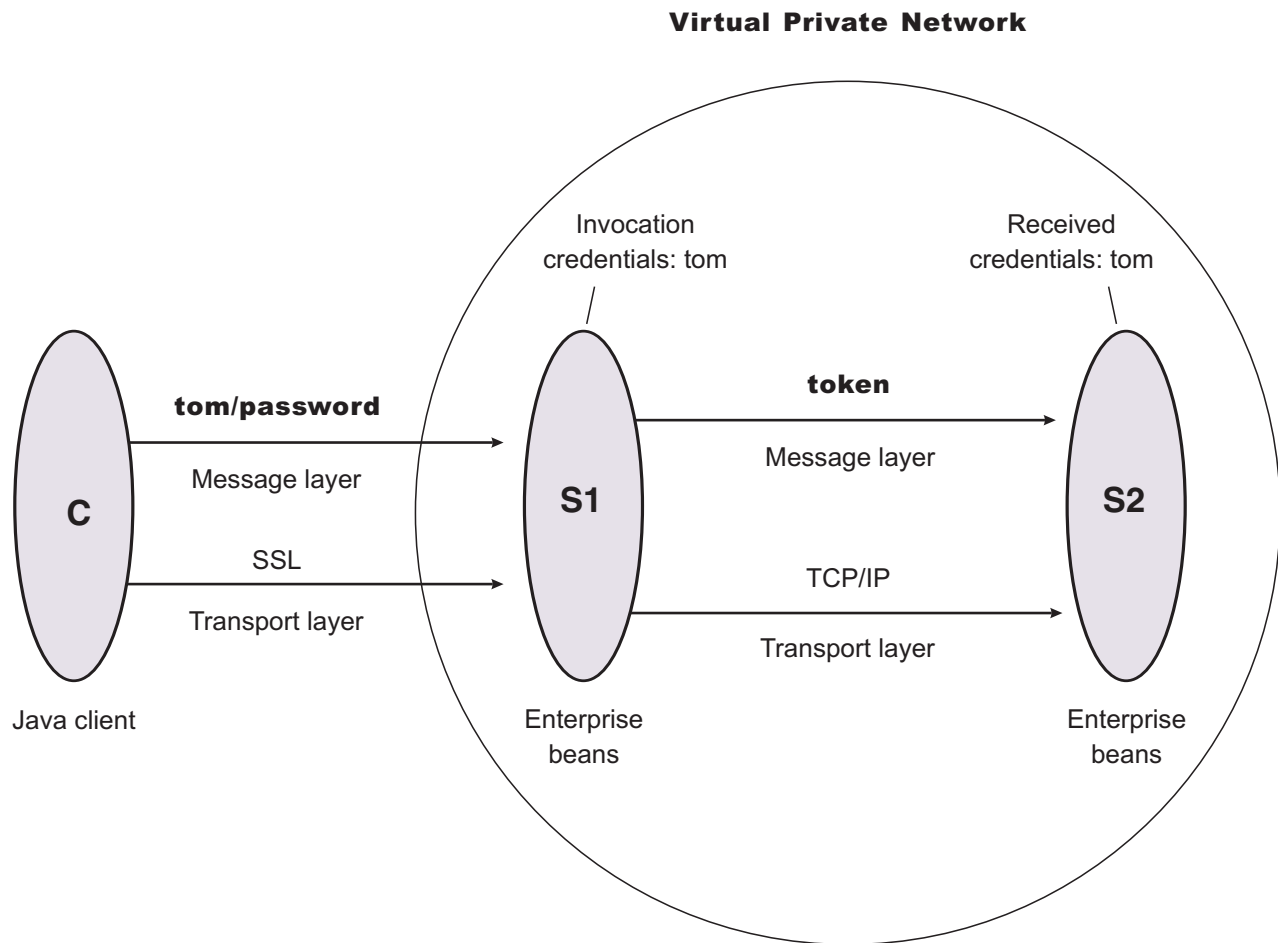 Virtual Private Network
Invocation
credentials: tom
Received
credentials: tom
tom/password
Message layer
token
Message layer
C
S1
S2
SSL
Transport layer
TCP/IP
Transport layer
Java client
Enterprise
beans
Enterprise
beans